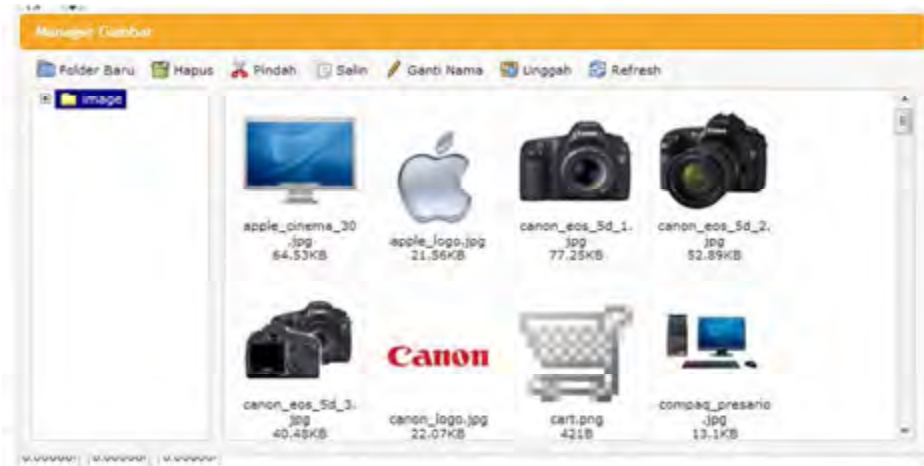 Manager Gambar
Folder Baru Hapus Pindah Salin Ganti Nama Unggah Refresh
image
apple_cinema_30
.jpg
64.53KB
apple_logo.jpg
21.56KB
canon_eos_5d_1.
jpg
77.25KB
canon_eos_5d_2.
jpg
52.89KB
canon_eos_5d_3.
jpg
40.48KB
Canon
canon_logo.jpg
22.07KB
cart.png
421B
compaq_presario
.jpg
13.1KB